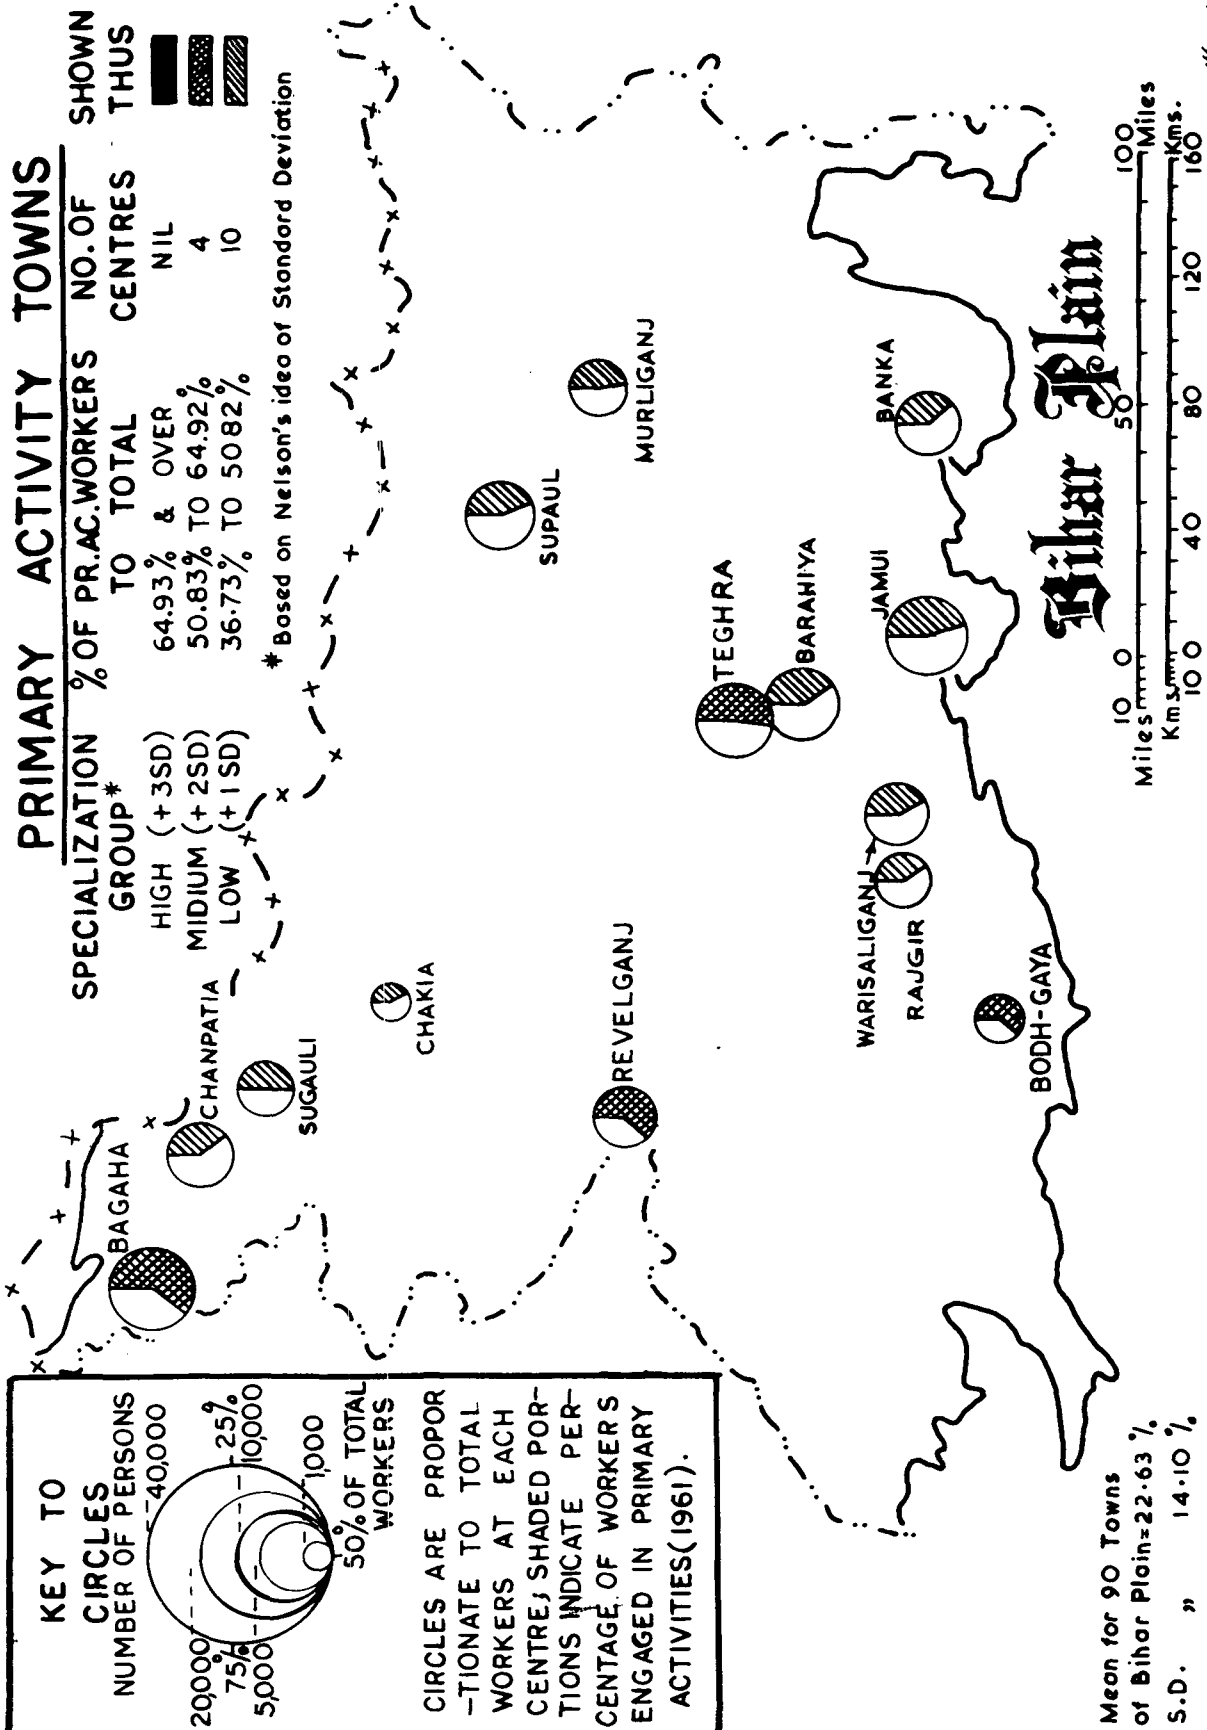 PRIMARY ACTIVITY TOWNS
SPECIALIZATION % OF PR.AC.WORKERS NO.OF SHOWN
GROUP* TO TOTAL CENTRES THUS
HIGH (+3SD) 64.93% & OVER NIL
MIDIUM (+2SD) 50.83% TO 64.92% 4
LOW (+1SD) 36.73% TO 50.82% 10
*Based on Nelson's idea of Standard Deviation
KEY TO
CIRCLES
NUMBER OF PERSONS
40,000
20,000
75%
25%
10,000
5,000
1,000
50% OF TOTAL
WORKERS
CIRCLES ARE PROPOR
-TIONATE TO TOTAL
WORKERS AT EACH
CENTRE; SHADED POR-
TIONS INDICATE PER-
CENTAGE OF WORKERS
ENGAGED IN PRIMARY
ACTIVITIES(1961).
BAGAHA
CHANPATIA
SUGAULI
CHAKIA
REVELGANJ
SUPAUL
MURLIGANJ
TEGHRA
BARAHIYA
JAMUI
BANKA
WARISALIGANJ
RAJGIR
BODH-GAYA
Bihar Plain
10 0 50 100
Miles Miles
Kms. Kms.
10 0 40 80 120 160
Mean for 90 Towns
of Bihar Plain=22.63 %
S.D. " 14.10 %